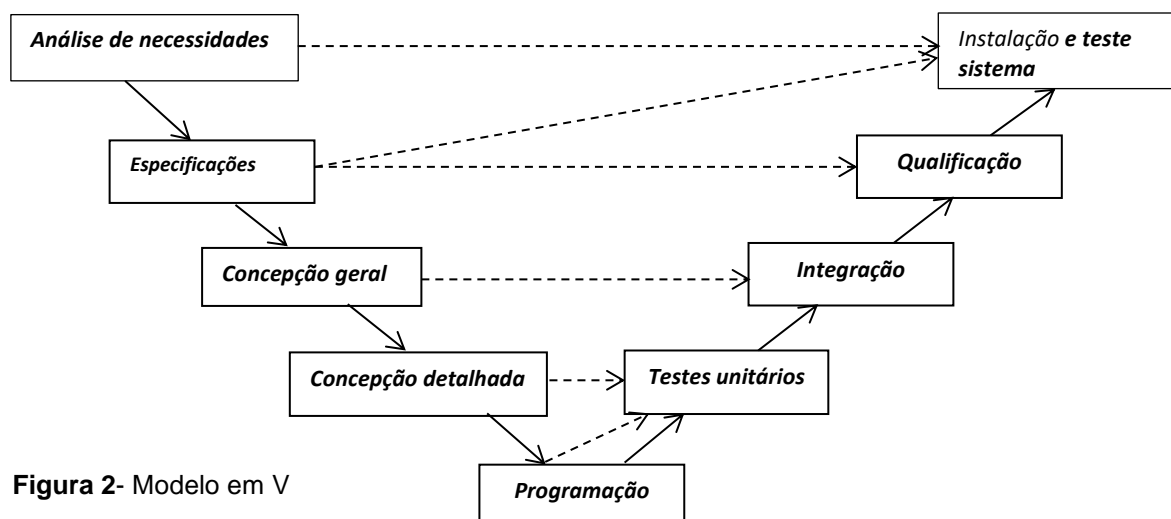 Análise de necessidades
Instalação e teste
sistema
Especificações
Qualificação
Concepção geral
Integração
Concepção detalhada
Testes unitários
Programação
Figura 2- Modelo em V